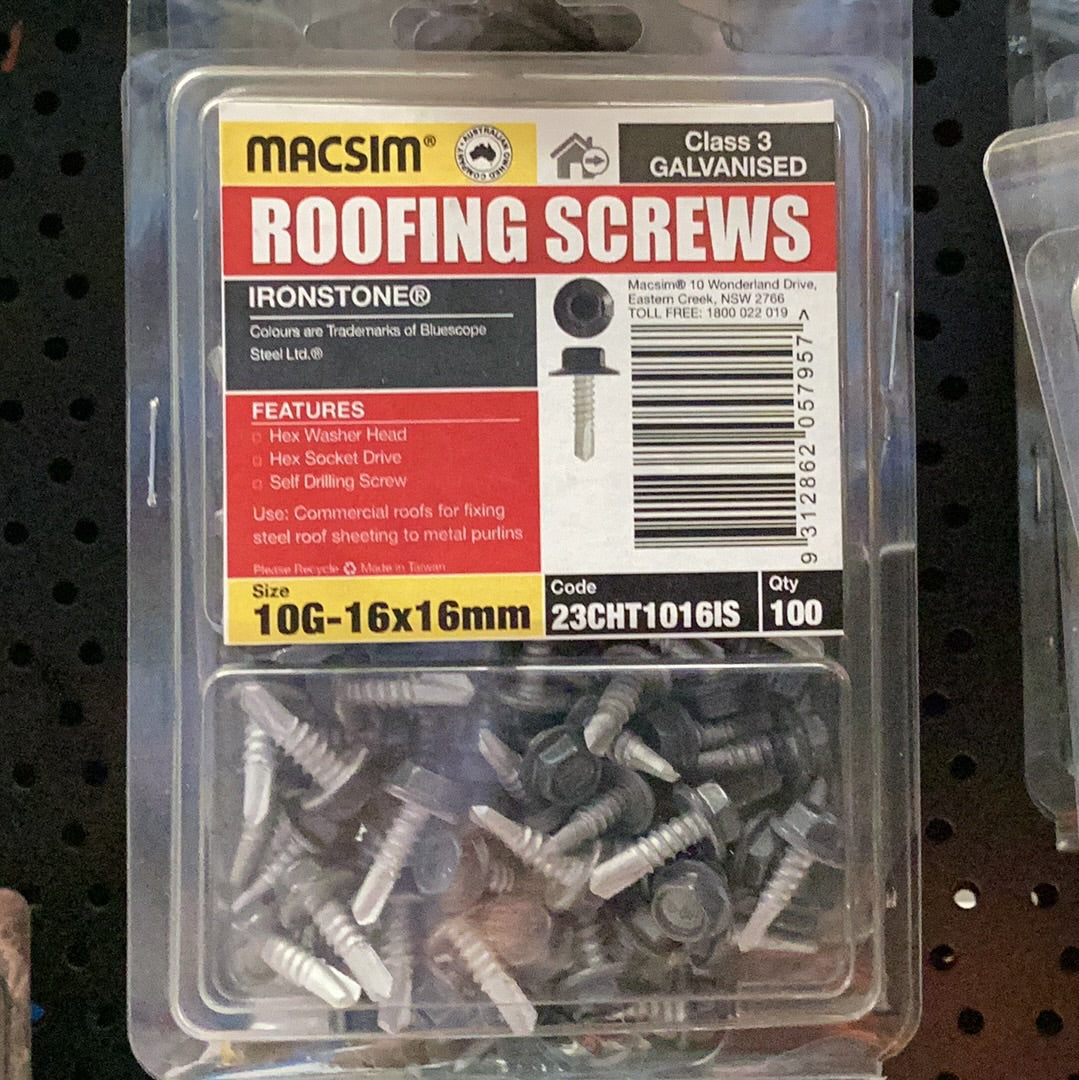 MACSIM®
AUSTRALIAN OWNED COMPANY
Class 3
GALVANISED
ROOFING SCREWS
IRONSTONE®
Colours are Trademarks of Bluescope
Steel Ltd.®
Macsim® 10 Wonderland Drive,
Eastern Creek, NSW 2766
TOLL FREE: 1800 022 019
9 312862 057957 >
FEATURES
Hex Washer Head
Hex Socket Drive
Self Drilling Screw
Use: Commercial roofs for fixing
steel roof sheeting to metal purlins
Please Recycle Made in Taiwan
Size
10G-16x16mm
Code
23CHT1016IS
Qty
100